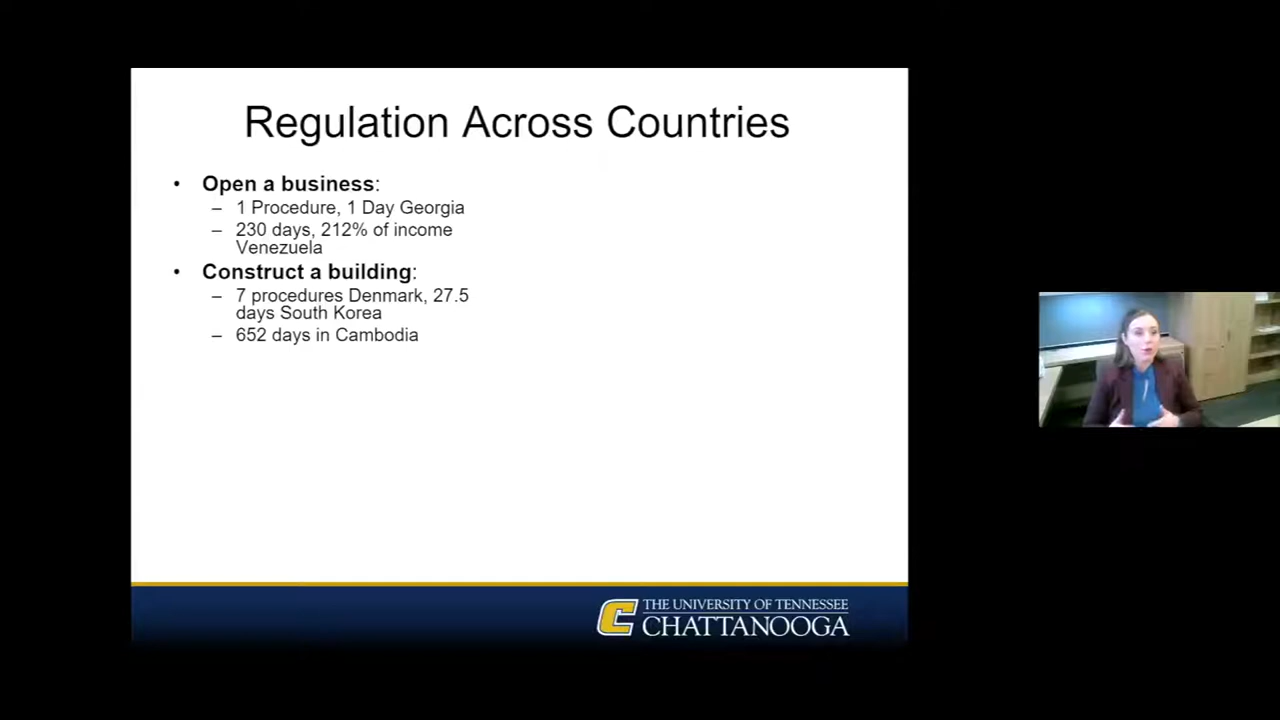 Regulation Across Countries
• Open a business:
– 1 Procedure, 1 Day Georgia
– 230 days, 212% of income
Venezuela
• Construct a building:
– 7 procedures Denmark, 27.5
days South Korea
– 652 days in Cambodia
THE UNIVERSITY OF TENNESSEE
CHATTANOOGA